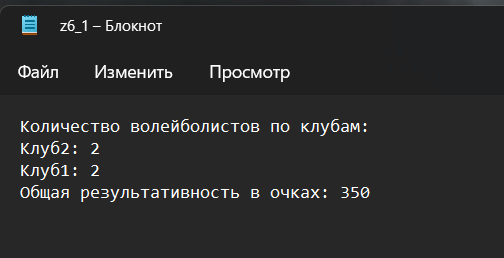 z6_1 – Блокнот
Файл Изменить Просмотр
Количество волейболистов по клубам:
Клуб2: 2
Клуб1: 2
Общая результативность в очках: 350